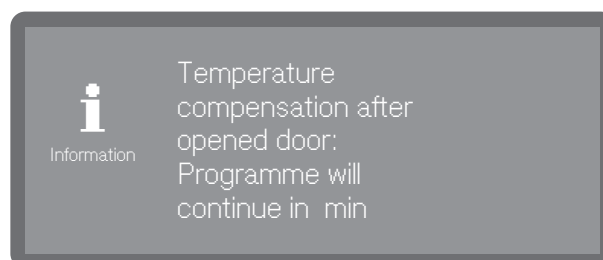 Information
Temperature
compensation after
opened door:
Programme will
continue in  min